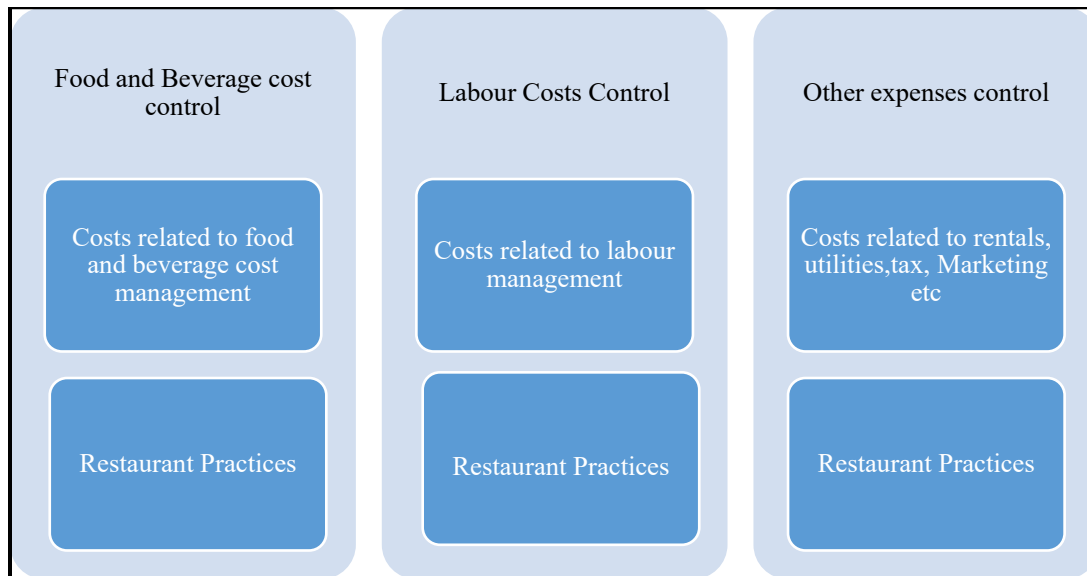 Food and Beverage cost
control
Costs related to food
and beverage cost
management
Restaurant Practices
Labour Costs Control
Costs related to labour
management
Restaurant Practices
Other expenses control
Costs related to rentals,
utilities,tax, Marketing
etc
Restaurant Practices